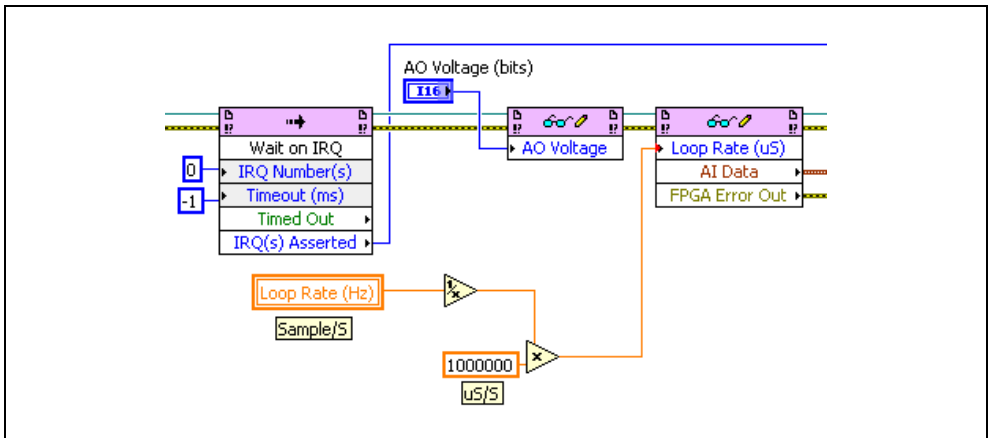 AO Voltage (bits)
I16
Wait on IRQ
0
IRQ Number(s)
-1
Timeout (ms)
Timed Out
IRQ(s) Asserted
AO Voltage
Loop Rate (uS)
AI Data
FPGA Error Out
Loop Rate (Hz)
1/x
Sample/S
x
1000000
uS/S